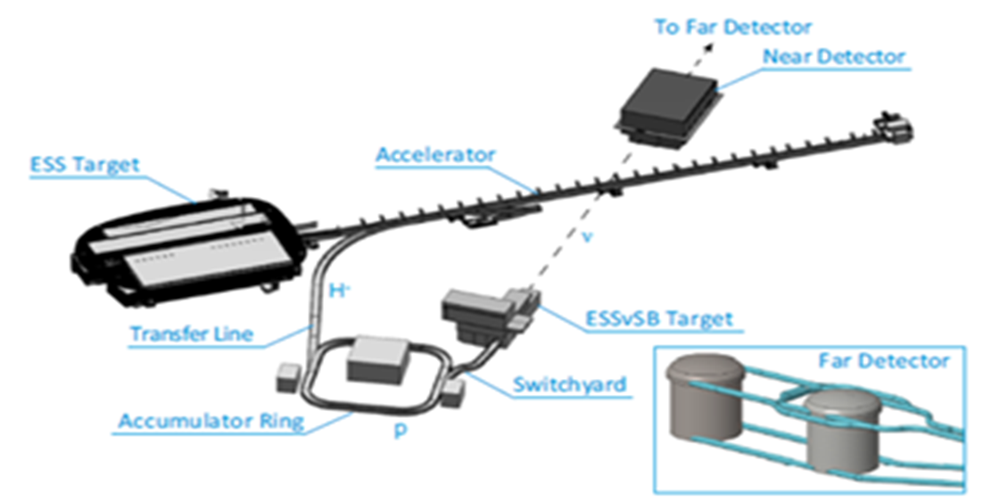 To Far Detector
Near Detector
Accelerator
ESS Target
ν
H-
ESSνSB Target
Transfer Line
Far Detector
Switchyard
Accumulator Ring
p